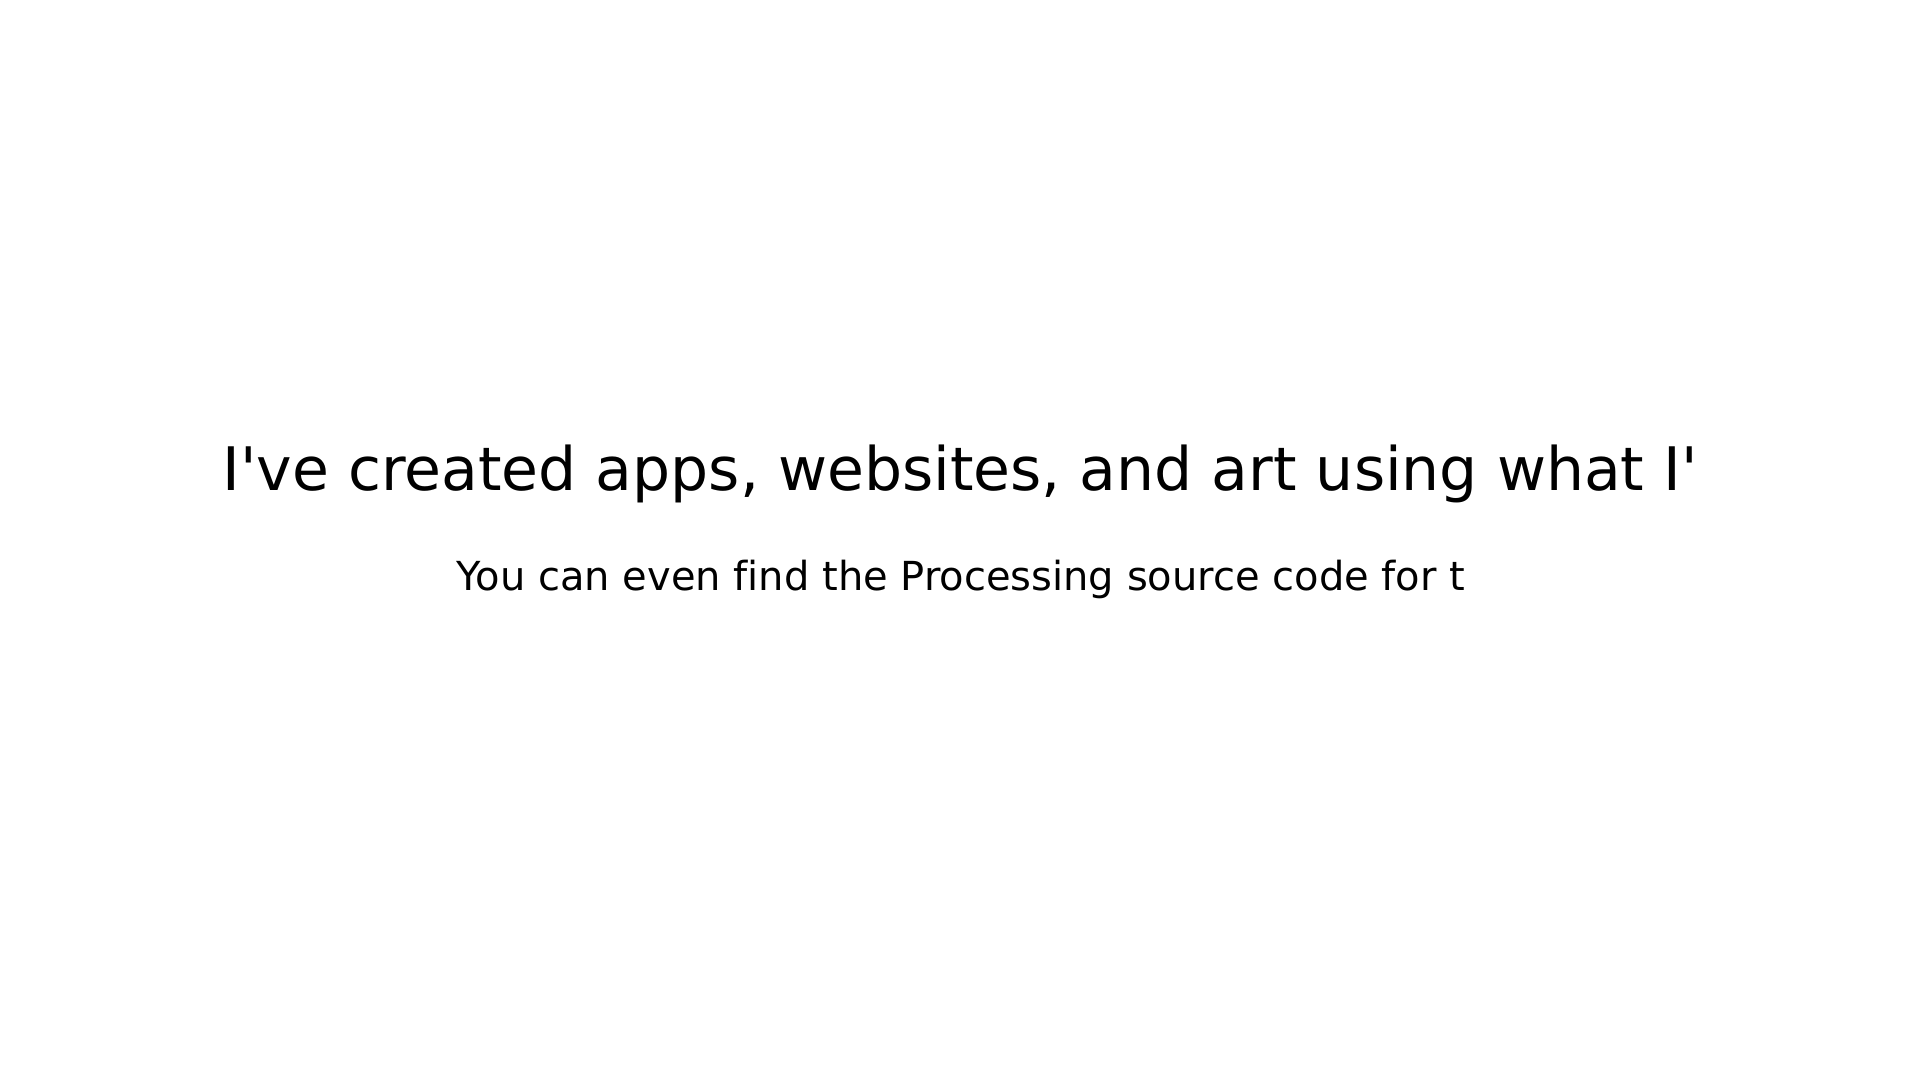 I've created apps, websites, and art using what I'
You can even find the Processing source code for t